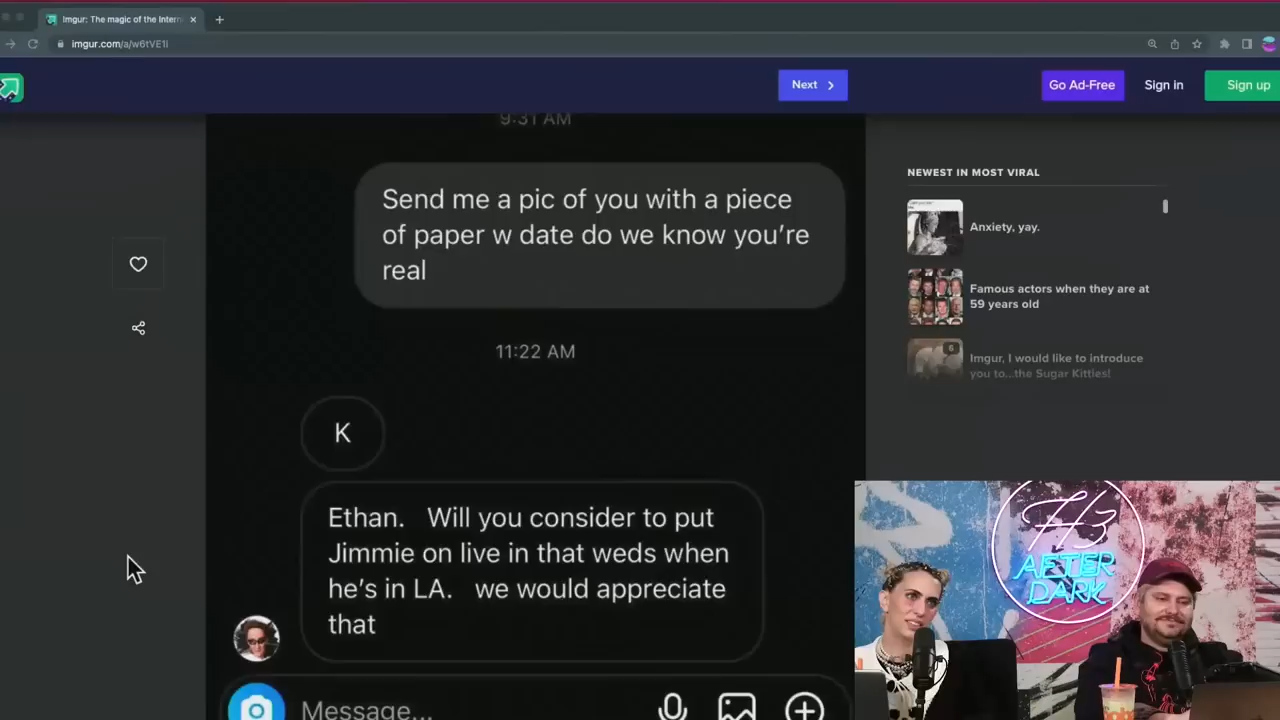 Imgur: The magic of the Intern
imgur.com/a/w6tVE1i
Next
Go Ad-Free
Sign in
Sign up
9:31 AM
Send me a pic of you with a piece
of paper w date do we know you're
real
11:22 AM
K
Ethan. Will you consider to put
Jimmie on live in that weds when
he's in LA. we would appreciate
that
Message...
NEWEST IN MOST VIRAL
Anxiety, yay.
Famous actors when they are at
59 years old
6
Imgur, I would like to introduce
you to...the Sugar Kitties!
H3
AFTER
DARK